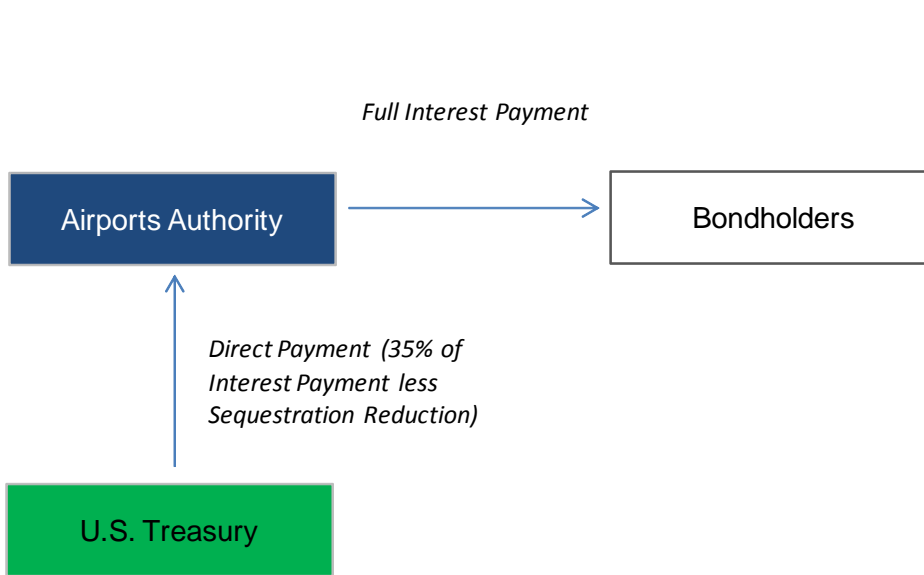 Full Interest Payment
Airports Authority
Bondholders
Direct Payment (35% of
Interest Payment less
Sequestration Reduction)
U.S. Treasury